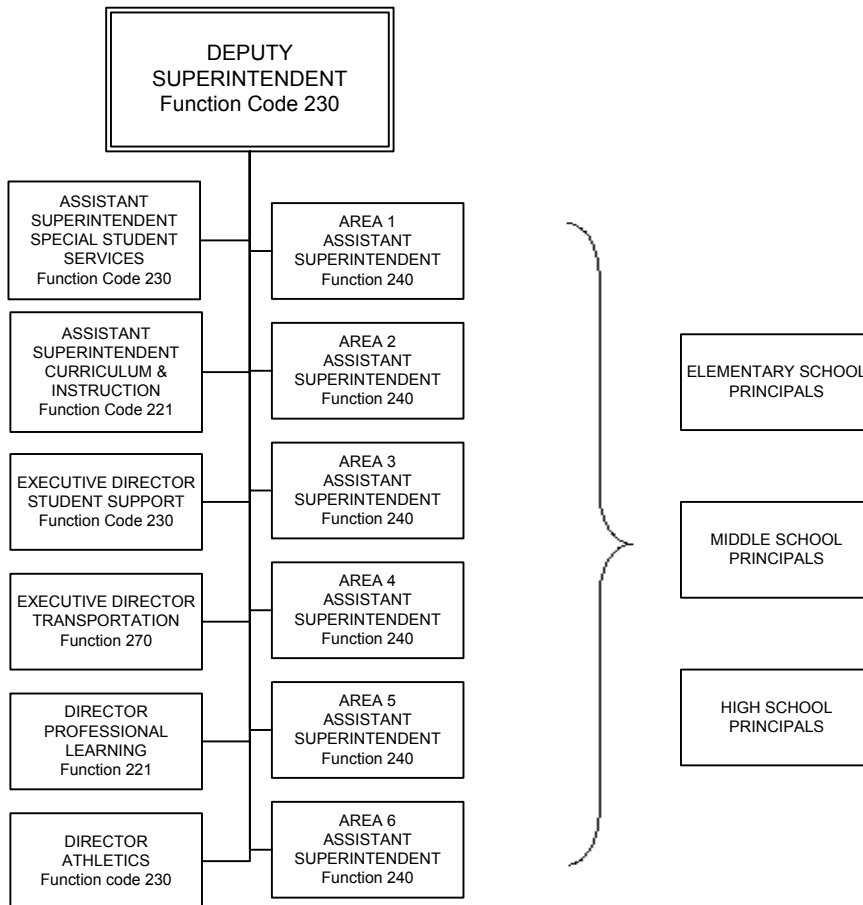 DEPUTY
SUPERINTENDENT
Function Code 230
ASSISTANT
SUPERINTENDENT
SPECIAL STUDENT
SERVICES
Function Code 230
ASSISTANT
SUPERINTENDENT
CURRICULUM &
INSTRUCTION
Function Code 221
EXECUTIVE DIRECTOR
STUDENT SUPPORT
Function Code 230
EXECUTIVE DIRECTOR
TRANSPORTATION
Function 270
DIRECTOR
PROFESSIONAL
LEARNING
Function 221
DIRECTOR
ATHLETICS
Function code 230
AREA 1
ASSISTANT
SUPERINTENDENT
Function 240
AREA 2
ASSISTANT
SUPERINTENDENT
Function 240
AREA 3
ASSISTANT
SUPERINTENDENT
Function 240
AREA 4
ASSISTANT
SUPERINTENDENT
Function 240
AREA 5
ASSISTANT
SUPERINTENDENT
Function 240
AREA 6
ASSISTANT
SUPERINTENDENT
Function 240
ELEMENTARY SCHOOL
PRINCIPALS
MIDDLE SCHOOL
PRINCIPALS
HIGH SCHOOL
PRINCIPALS